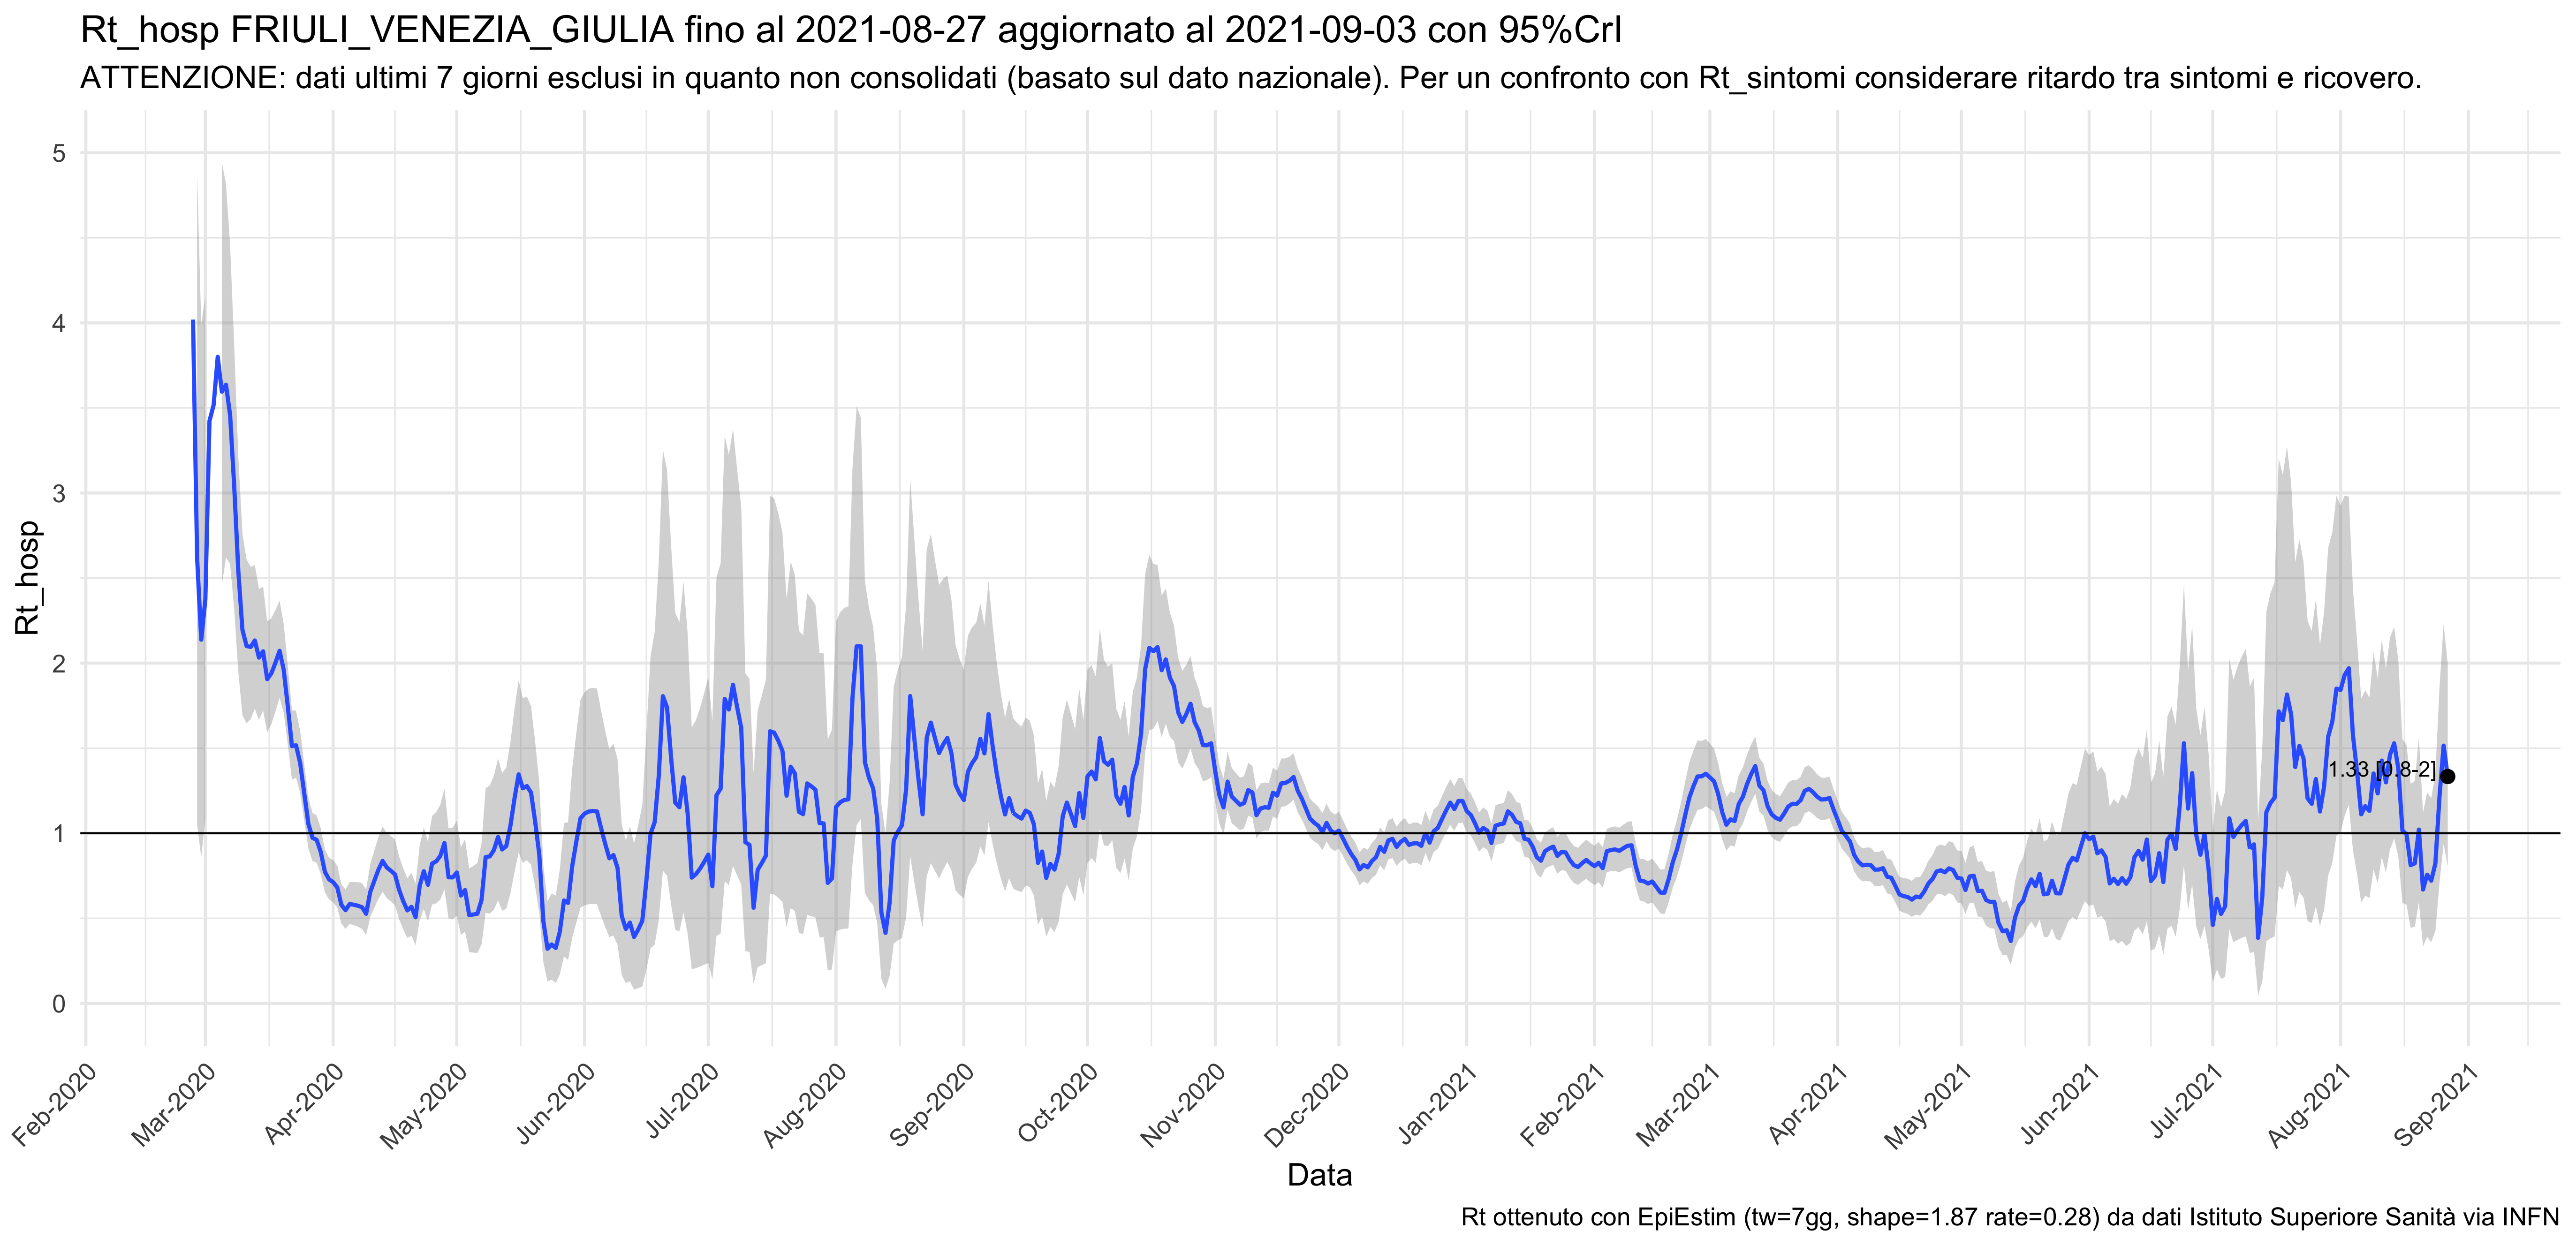 Rt_hosp FRIULI_VENEZIA_GIULIA fino al 2021-08-27 aggiornato al 2021-09-03 con 95%CrI
ATTENZIONE: dati ultimi 7 giorni esclusi in quanto non consolidati (basato sul dato nazionale). Per un confronto con Rt_sintomi considerare ritardo tra sintomi e ricovero.
5
4
3
2
1
0
Rt_hosp
1.33 [0.8-2]
Feb-2020
Mar-2020
Apr-2020
May-2020
Jun-2020
Jul-2020
Aug-2020
Sep-2020
Oct-2020
Nov-2020
Dec-2020
Jan-2021
Feb-2021
Mar-2021
Apr-2021
May-2021
Jun-2021
Jul-2021
Aug-2021
Sep-2021
Data
Rt ottenuto con EpiEstim (tw=7gg, shape=1.87 rate=0.28) da dati Istituto Superiore Sanità via INFN